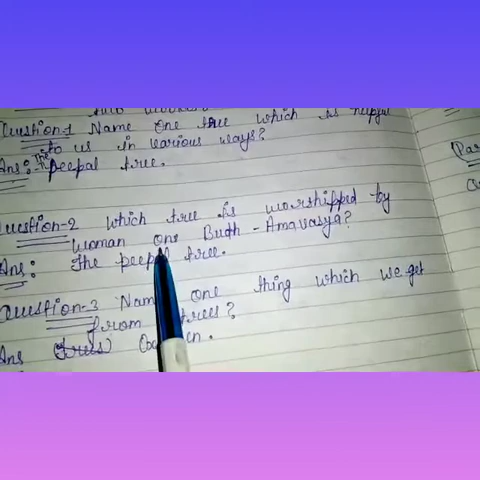 Question-1 Name One tree which is helpful
to us in various ways?
Ans:- The peepal tree.
Question-2 which tree is worshipped by
woman one Budh - Amavasya?
Ans: The peepal tree.
Question-3 Name one thing which we get
from trees?
Ans